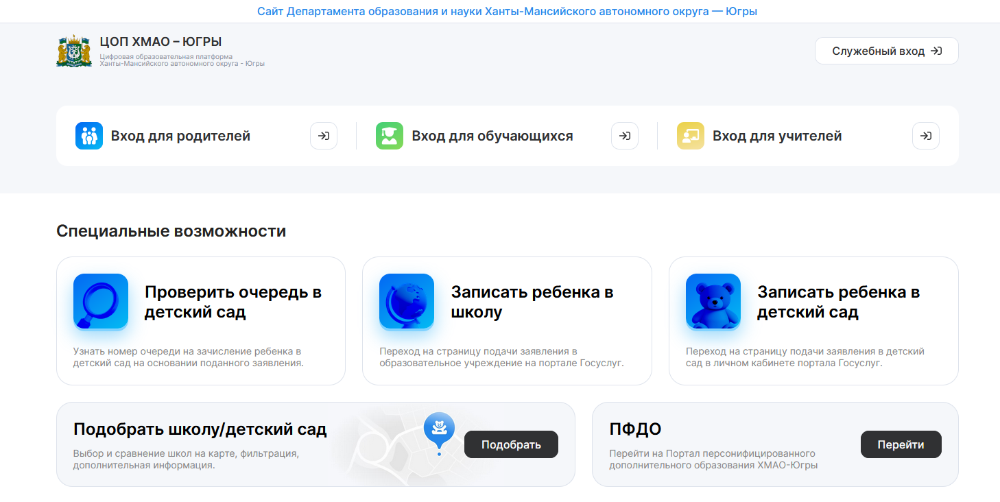 Сайт Департамента образования и науки Ханты-Мансийского автономного округа — Югры
ЦОП ХМАО – ЮГРЫ
Цифровая образовательная платформа
Ханты-Мансийского автономного округа - Югры
Служебный вход
Вход для родителей
Вход для обучающихся
Вход для учителей
Специальные возможности
Проверить очередь в
детский сад
Узнать номер очереди на зачисление ребенка в
детский сад на основании поданного заявления.
Записать ребенка в
школу
Переход на страницу подачи заявления в
образовательное учреждение на портале Госуслуг.
Записать ребенка в
детский сад
Переход на страницу подачи заявления в детский
сад в личном кабинете портала Госуслуг.
Подобрать школу/детский сад
Выбор и сравнение школ на карте, фильтрация,
дополнительная информация.
Подобрать
ПФДО
Перейти на Портал персонифицированного
дополнительного образования ХМАО-Югры
Перейти